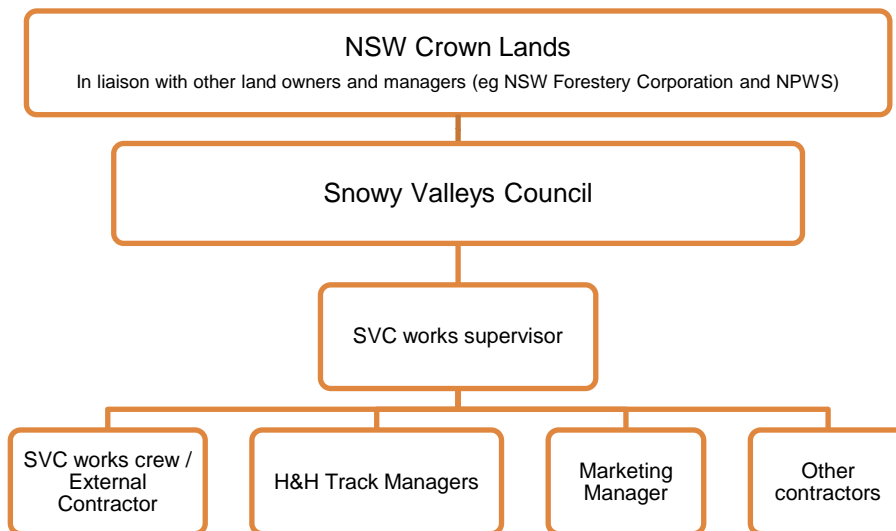 NSW Crown Lands
In liaison with other land owners and managers (eg NSW Forestery Corporation and NPWS)
Snowy Valleys Council
SVC works supervisor
SVC works crew /
External
Contractor
H&H Track Managers
Marketing
Manager
Other
contractors